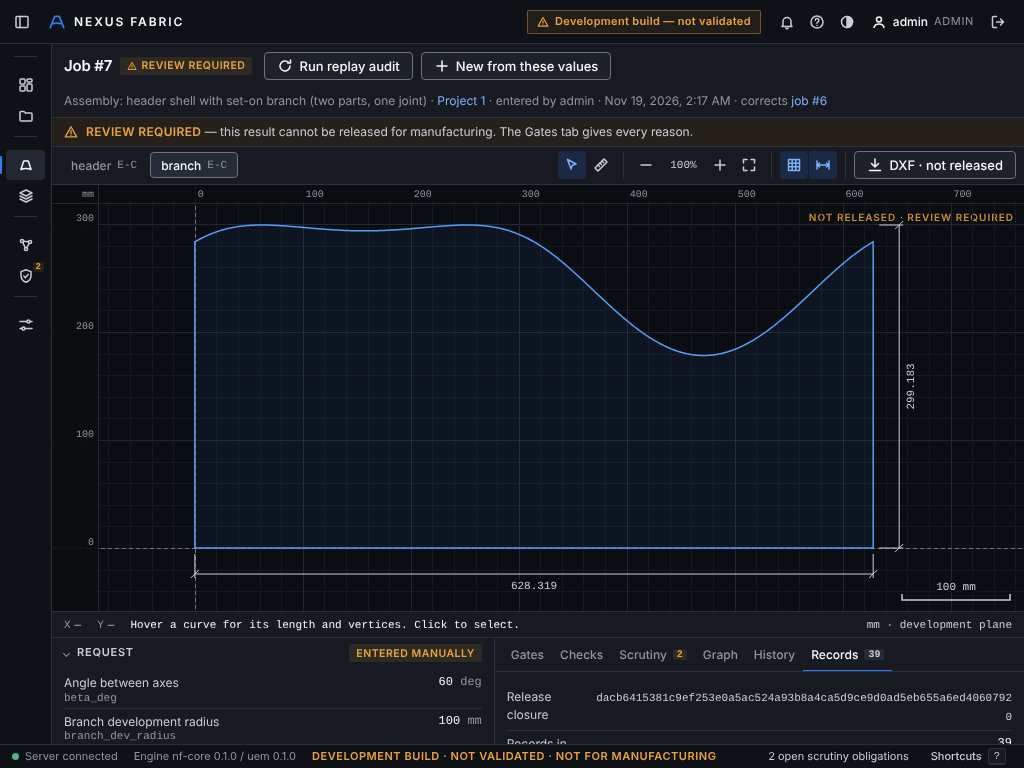 NEXUS FABRIC
Development build — not validated
admin ADMIN
Job #7
REVIEW REQUIRED
Run replay audit
New from these values
Assembly: header shell with set-on branch (two parts, one joint) · Project 1 · entered by admin · Nov 19, 2026, 2:17 AM · corrects job #6
REVIEW REQUIRED — this result cannot be released for manufacturing. The Gates tab gives every reason.
header E-C
branch E-C
100%
DXF · not released
mm 0 100 200 300 400 500 600 700
2
NOT RELEASED · REVIEW REQUIRED
300
200
100
0
299.183
628.319
100 mm
X — Y — Hover a curve for its length and vertices. Click to select.
mm · development plane
REQUEST
ENTERED MANUALLY
Angle between axes 60 deg
beta_deg
Branch development radius 100 mm
branch_dev_radius
Gates Checks Scrutiny 2 Graph History Records 39
Release closure dacb6415381c9ef253e0a5ac524a93b8a4ca5d9ce9d0ad5eb655a6ed4060792
0
Records in 39
Server connected
Engine nf-core 0.1.0 / uem 0.1.0
DEVELOPMENT BUILD · NOT VALIDATED · NOT FOR MANUFACTURING
2 open scrutiny obligations
Shortcuts ?